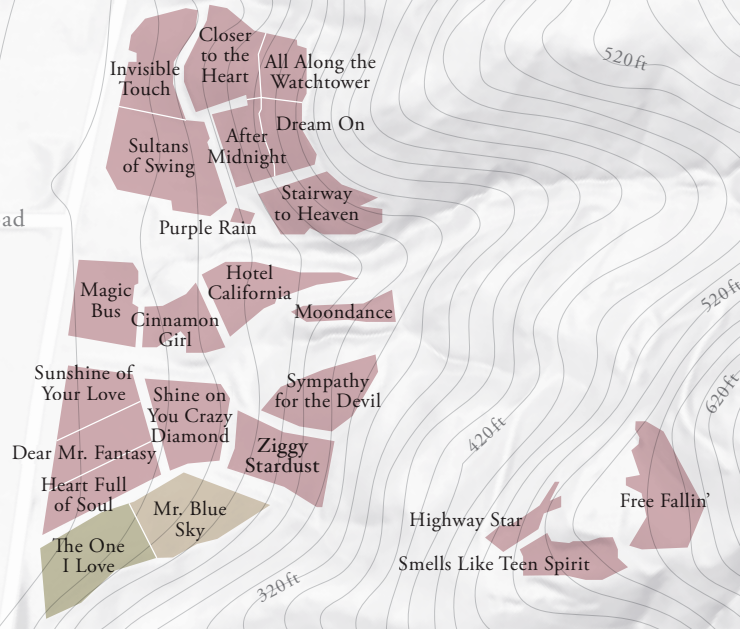 Closer
to the
Heart
All Along the
Watchtower
520 ft
Invisible
Touch
Dream On
After
Midnight
Sultans
of Swing
Stairway
to Heaven
ad
Purple Rain
Hotel
California
Magic
Bus
520 ft
Moondance
Cinnamon
Girl
Sunshine of
Your Love
Sympathy
for the Devil
620 ft
Shine on
You Crazy
Diamond
420 ft
Ziggy
Stardust
Dear Mr. Fantasy
Heart Full
of Soul
Free Fallin’
Mr. Blue
Sky
Highway Star
The One
I Love
Smells Like Teen Spirit
320 ft